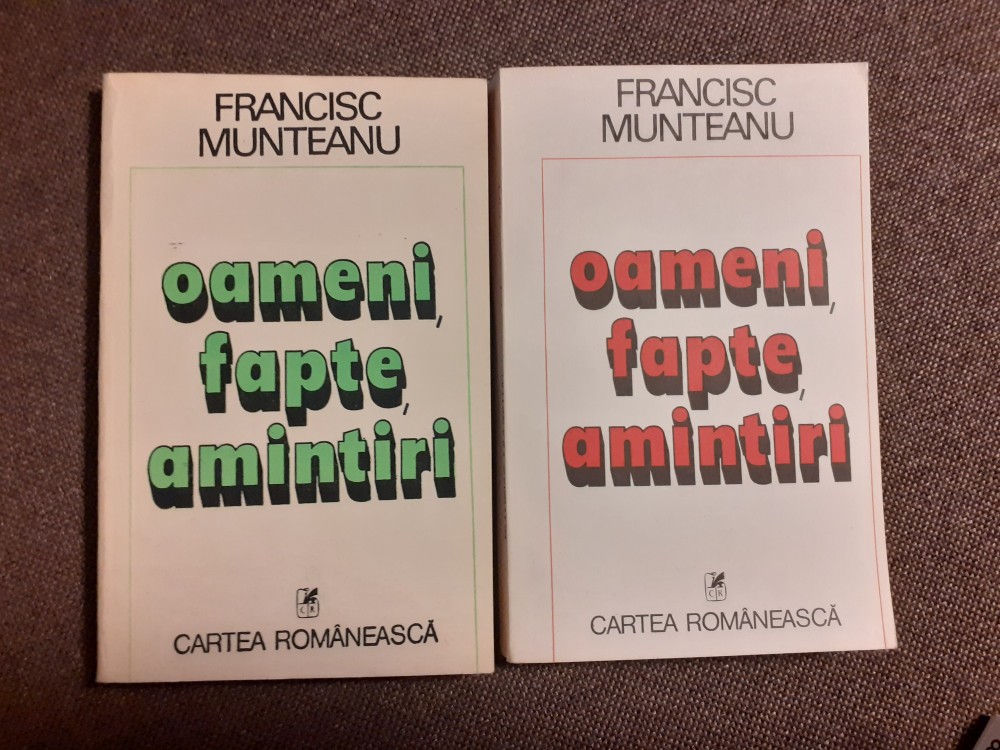 FRANCISC
MUNTEANU
oameni,
fapte,
amintiri
C R
CARTEA ROMÂNEASCĂ
FRANCISC
MUNTEANU
oameni,
fapte,
amintiri
C R
CARTEA ROMÂNEASCĂ